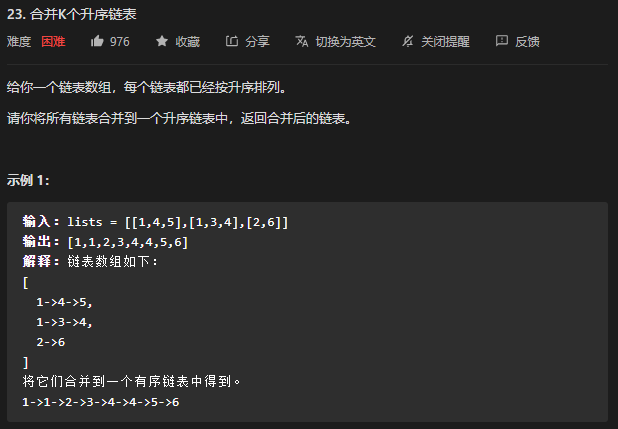 23. 合并K个升序链表
难度 困难 976 收藏 分享 切换为英文 关闭提醒 反馈
给你一个链表数组，每个链表都已经按升序排列。
请你将所有链表合并到一个升序链表中，返回合并后的链表。
示例 1：
输入：lists = [[1,4,5],[1,3,4],[2,6]]
输出：[1,1,2,3,4,4,5,6]
解释：链表数组如下：
[
1->4->5,
1->3->4,
2->6
]
将它们合并到一个有序链表中得到。
1->1->2->3->4->4->5->6